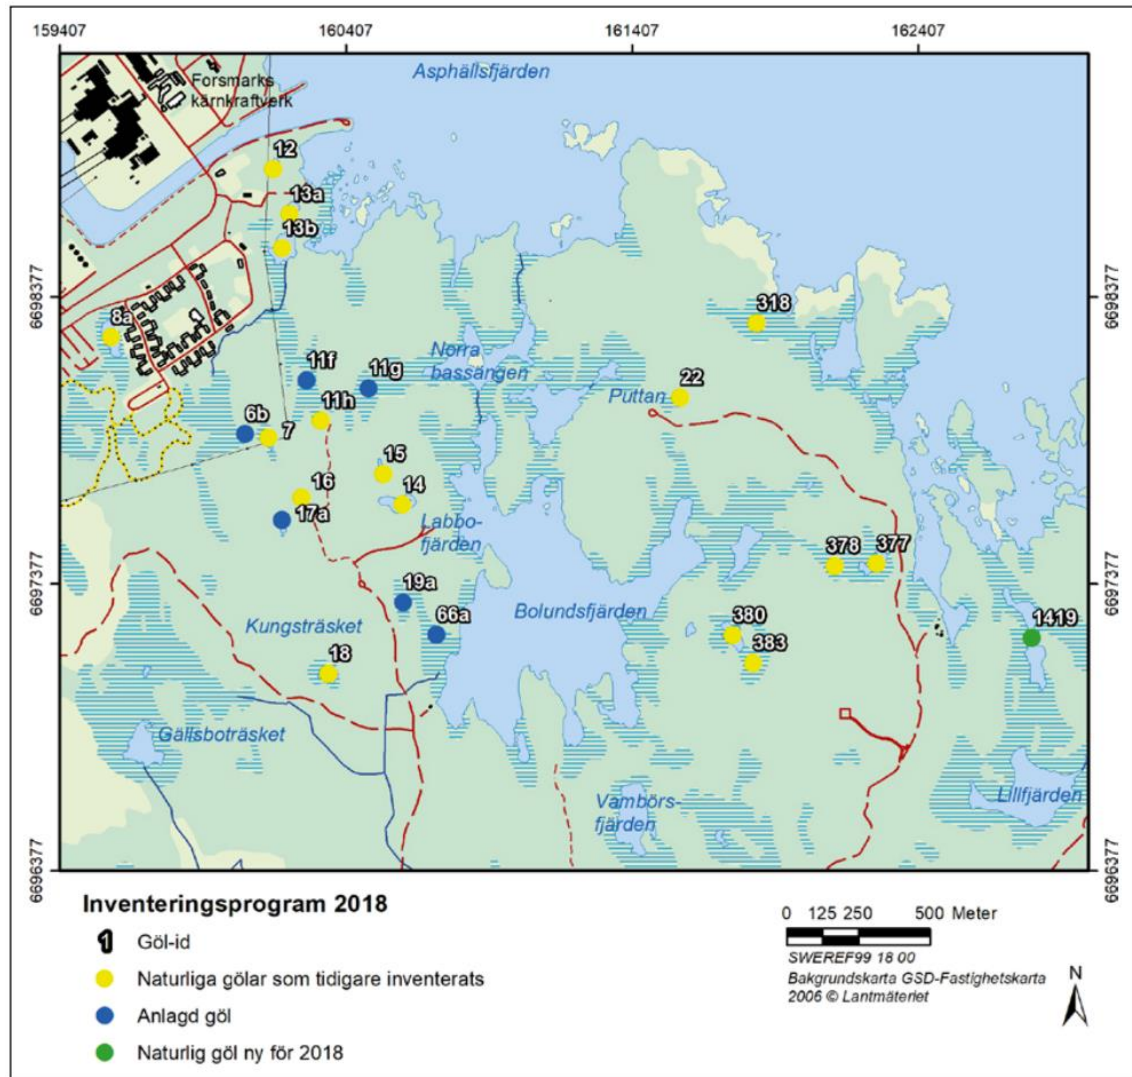 159407 160407 161407 162407
Asphällsfjärden
Forsmarks
kärnkraftverk
12
13a
13b
6698377
6698377
318
8a
Norra
bassängen
11f
11g
22
Puttan
11h
6b
7
15
16
14
17a
Labbo-
fjärden
378
377
6697377
6697377
19a
66a
Bolundsfjärden
380
1419
Kungsträsket
383
18
Gällsboträsket
Vambörs-
fjärden
Lillfjärden
6696377
6696377
Inventeringsprogram 2018
1 Göl-id
Naturliga gölar som tidigare inventerats
Anlagd göl
Naturlig göl ny för 2018
0 125 250 500 Meter
SWEREF99 18 00
Bakgrundskarta GSD-Fastighetskarta
2006 © Lantmäteriet
N